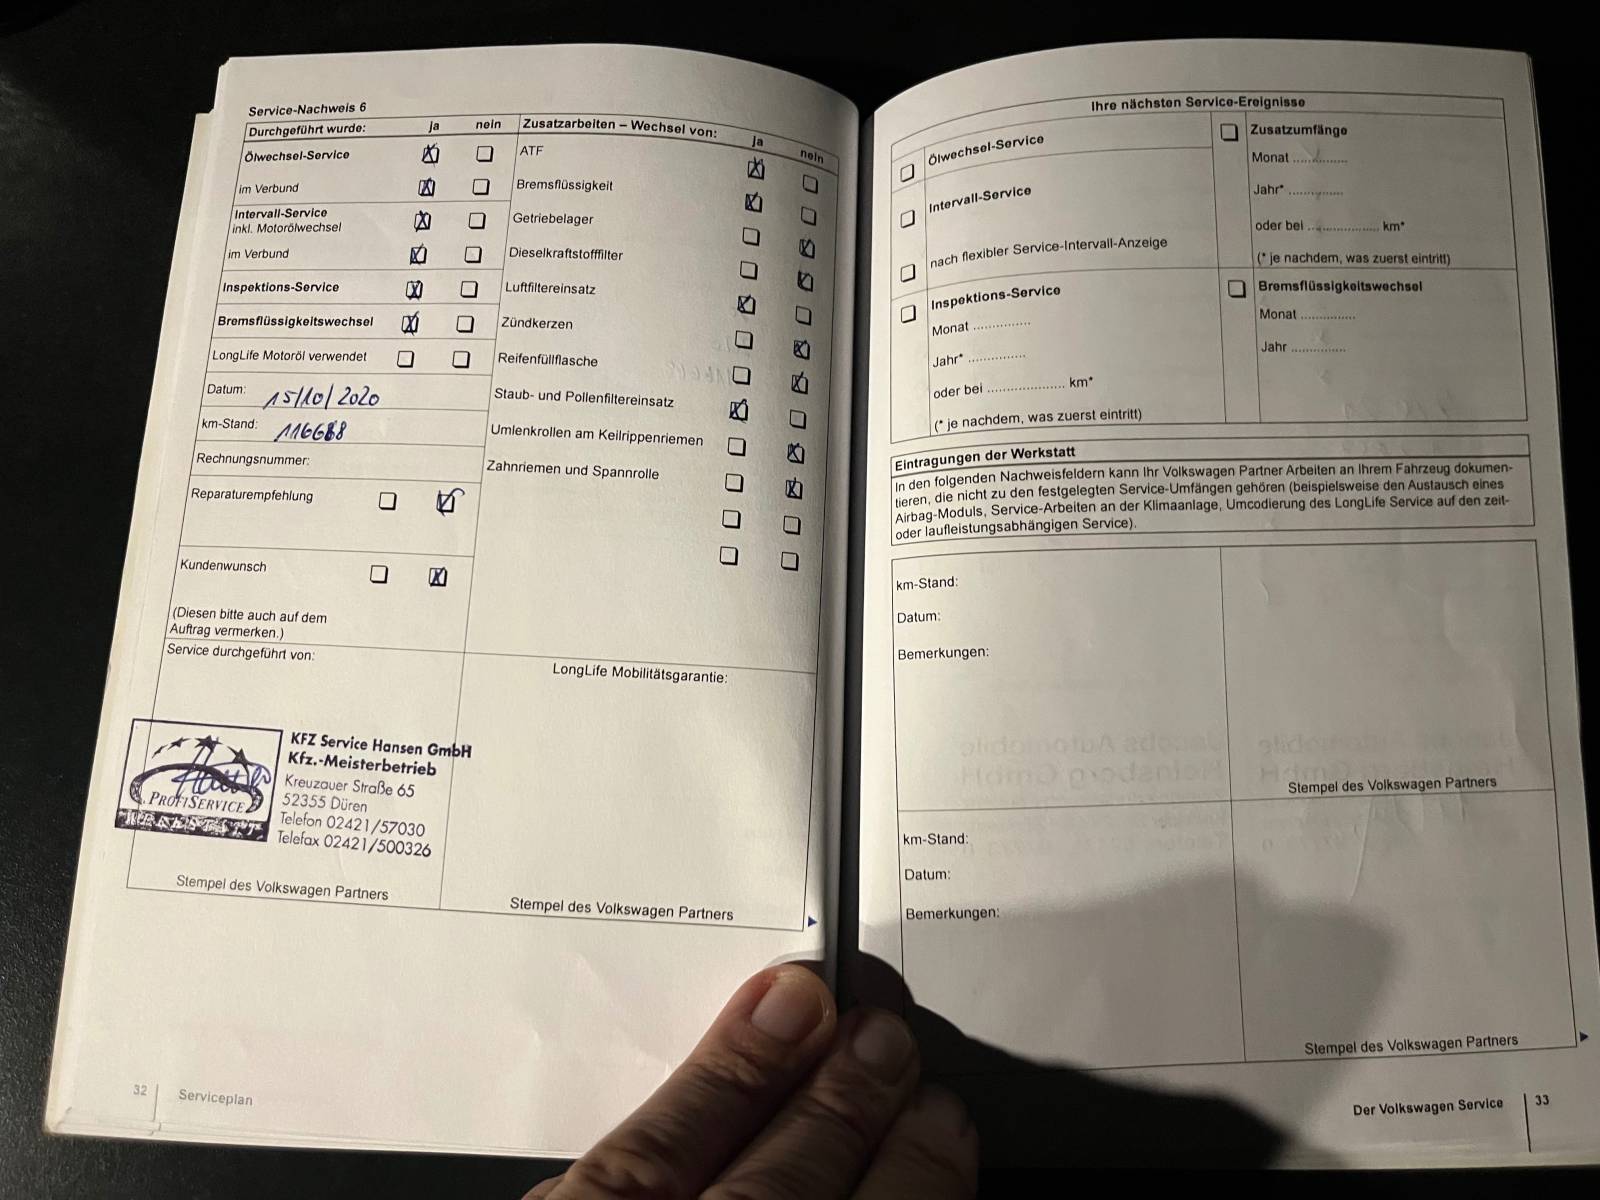 Service-Nachweis 6
Durchgeführt wurde: ja nein
Ölwechsel-Service
im Verbund
Intervall-Service
inkl. Motorölwechsel
im Verbund
Inspektions-Service
Bremsflüssigkeitswechsel
LongLife Motoröl verwendet
Datum: 15/10/2020
km-Stand: 116688
Rechnungsnummer:
Reparaturempfehlung
Kundenwunsch
(Diesen bitte auch auf dem
Auftrag vermerken.)
Zusatzarbeiten – Wechsel von: ja nein
ATF
Bremsflüssigkeit
Getriebelager
Dieselkraftstofffilter
Luftfiltereinsatz
Zündkerzen
Reifenfüllflasche
Staub- und Pollenfiltereinsatz
Umlenkrollen am Keilrippenriemen
Zahnriemen und Spannrolle
Service durchgeführt von:
PROFISERVICE
KFZ Service Hansen GmbH
Kfz.-Meisterbetrieb
Kreuzauer Straße 65
52355 Düren
Telefon 02421/57030
Telefax 02421/500326
Stempel des Volkswagen Partners
LongLife Mobilitätsgarantie:
Stempel des Volkswagen Partners
32 Serviceplan
Ihre nächsten Service-Ereignisse
Ölwechsel-Service
Intervall-Service
nach flexibler Service-Intervall-Anzeige
Inspektions-Service
Monat ...............
Jahr* ...............
oder bei .................... km*
(* je nachdem, was zuerst eintritt)
Zusatzumfänge
Monat ...............
Jahr* ...............
oder bei .................... km*
(* je nachdem, was zuerst eintritt)
Bremsflüssigkeitswechsel
Monat ...............
Jahr ...............
Eintragungen der Werkstatt
In den folgenden Nachweisfeldern kann Ihr Volkswagen Partner Arbeiten an Ihrem Fahrzeug dokumen-
tieren, die nicht zu den festgelegten Service-Umfängen gehören (beispielsweise den Austausch eines
Airbag-Moduls, Service-Arbeiten an der Klimaanlage, Umcodierung des LongLife Service auf den zeit-
oder laufleistungsabhängigen Service).
km-Stand:
Datum:
Bemerkungen:
Stempel des Volkswagen Partners
km-Stand:
Datum:
Bemerkungen:
Stempel des Volkswagen Partners
Der Volkswagen Service 33